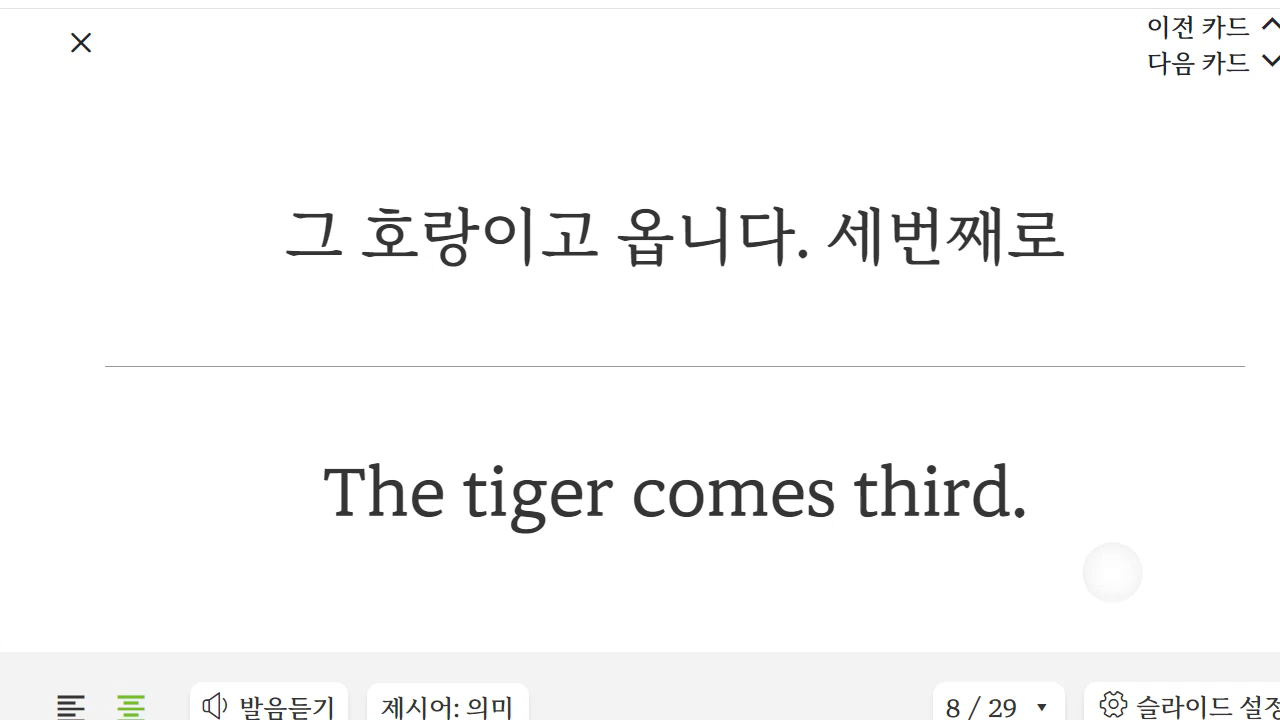 이전 카드
다음 카드
그 호랑이고 옵니다. 세번째로
The tiger comes third.
발음듣기
제시어: 의미
8 / 29
슬라이드 설정